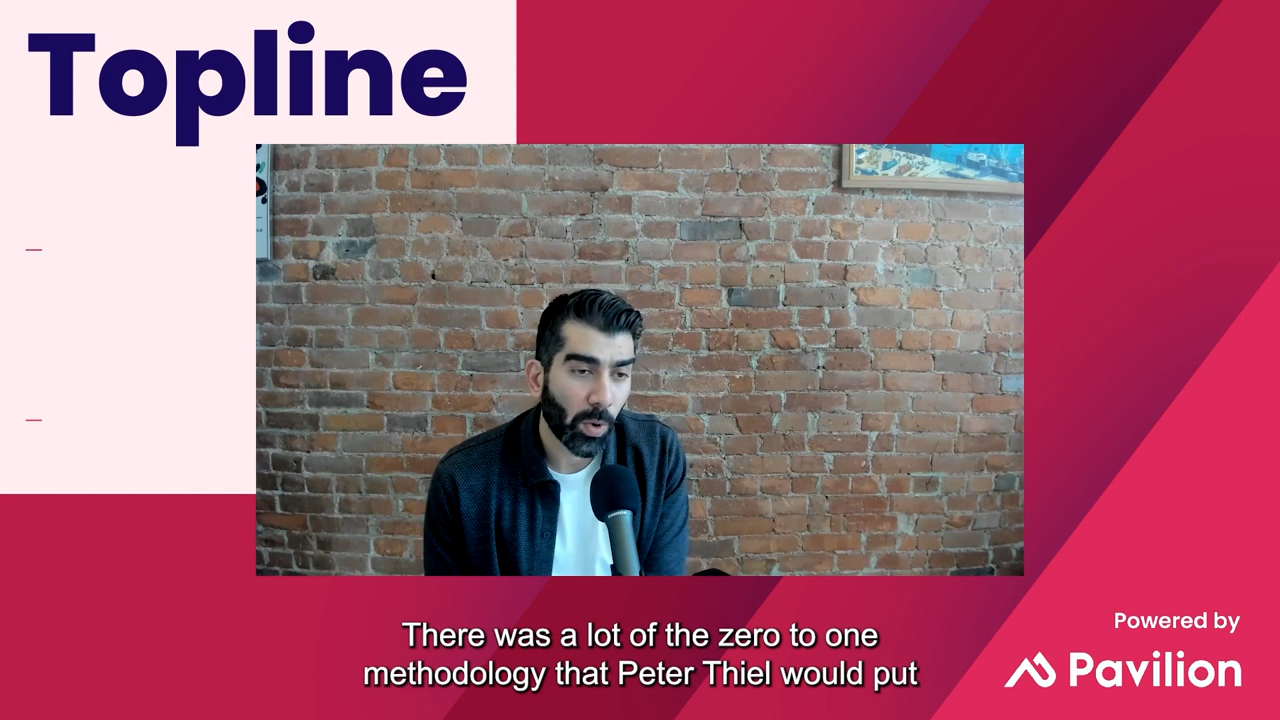 Topline
There was a lot of the zero to one
methodology that Peter Thiel would put
Powered by
Pavilion